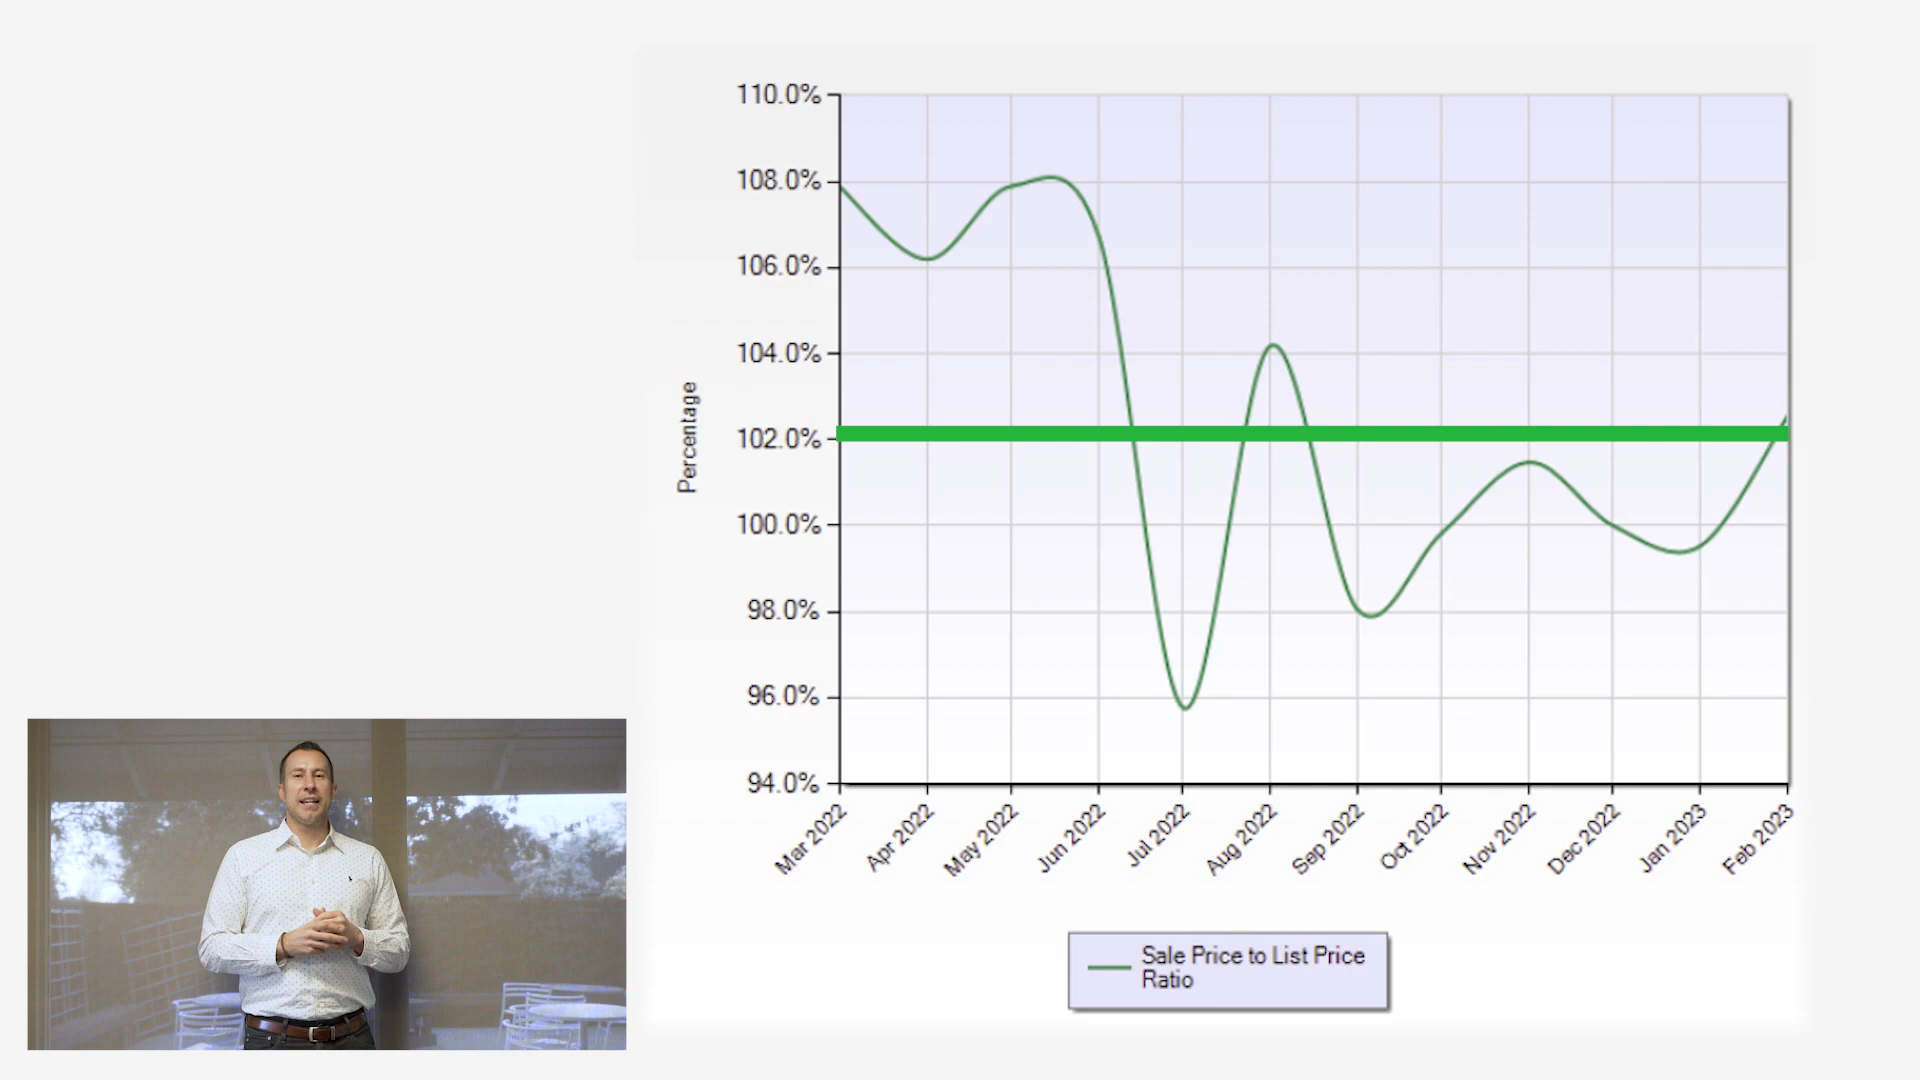 110.0%
108.0%
106.0%
104.0%
102.0%
100.0%
98.0%
96.0%
94.0%
Percentage
Mar 2022
Apr 2022
May 2022
Jun 2022
Jul 2022
Aug 2022
Sep 2022
Oct 2022
Nov 2022
Dec 2022
Jan 2023
Feb 2023
Sale Price to List Price
Ratio